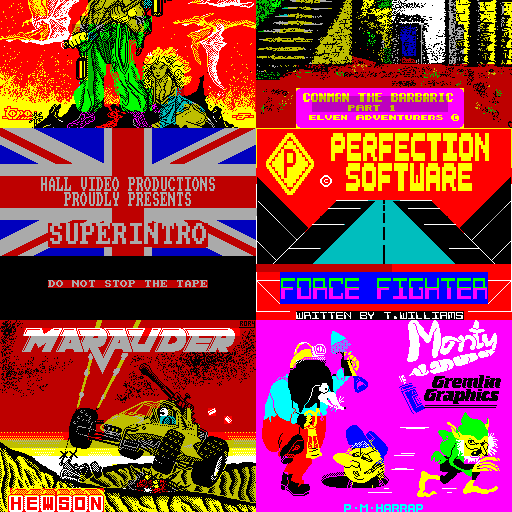 CONMAN THE BARBARIC
PART 1
ELVEN ADVENTURERS ©
HALL VIDEO PRODUCTIONS
PROUDLY PRESENTS
SUPERINTRO
DO NOT STOP THE TAPE
P
© PERFECTION
SOFTWARE
FORCE FIGHTER
WRITTEN BY T.WILLIAMS
MARAUDER
HEWSON
Monty
Gremlin
Graphics
P.M.HARRAP